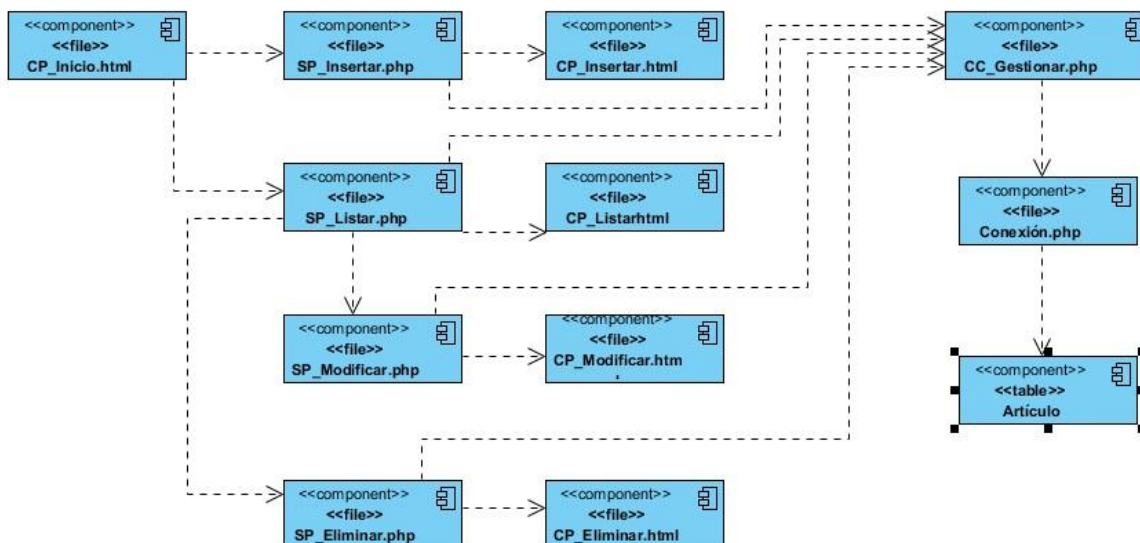 <<component>>
<<file>>
CP_Inicio.html
<<component>>
<<file>>
SP_Insertar.php
<<component>>
<<file>>
CP_Insertar.html
<<component>>
<<file>>
CC_Gestionar.php
<<component>>
<<file>>
SP_Listar.php
<<component>>
<<file>>
CP_Listarhtml
<<component>>
<<file>>
Conexión.php
<<component>>
<<file>>
SP_Modificar.php
<<component>>
<<file>>
CP_Modificar.htm
<<component>>
<<table>>
Artículo
<<component>>
<<file>>
SP_Eliminar.php
<<component>>
<<file>>
CP_Eliminar.html